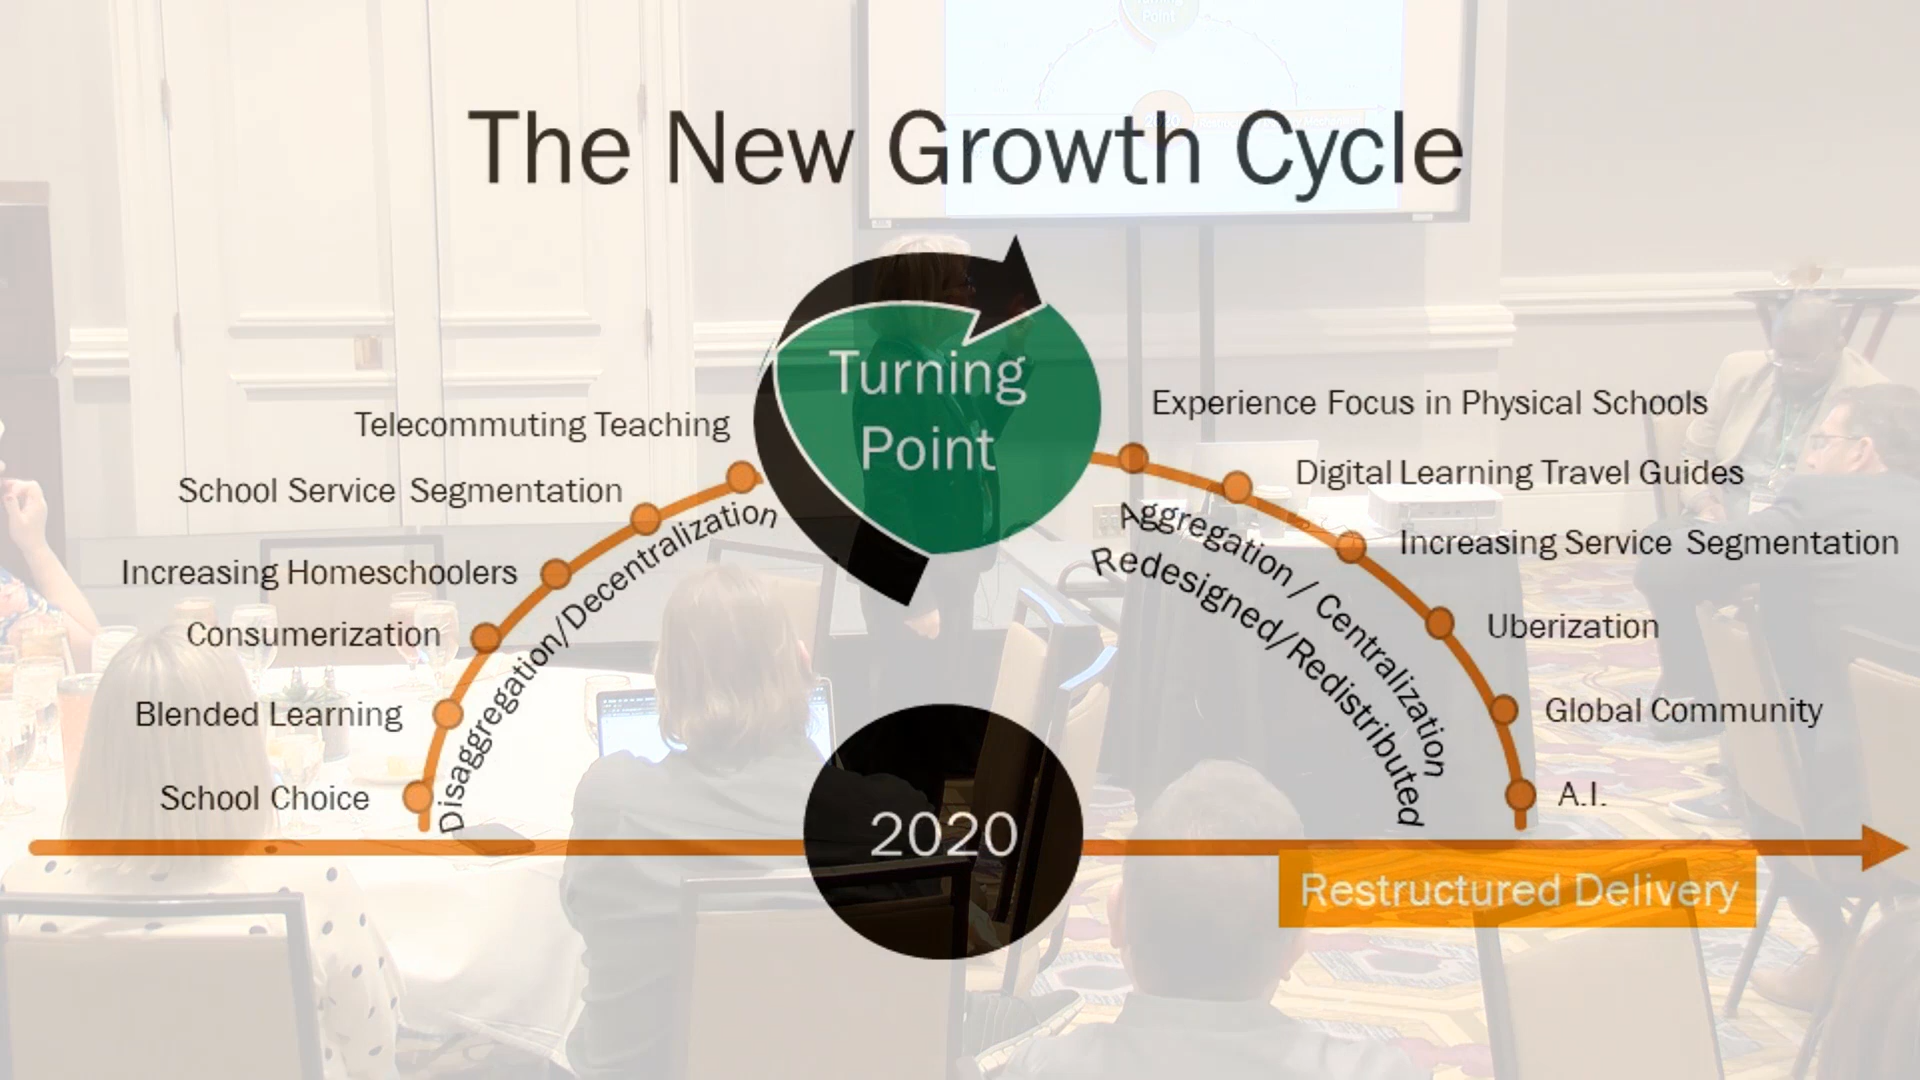 The New Growth Cycle
Turning
Point
Telecommuting Teaching
School Service Segmentation
Increasing Homeschoolers
Consumerization
Blended Learning
School Choice
Disaggregation/Decentralization
Experience Focus in Physical Schools
Digital Learning Travel Guides
Increasing Service Segmentation
Uberization
Global Community
A.I.
Aggregation / Centralization
Redesigned/Redistributed
2020
Restructured Delivery